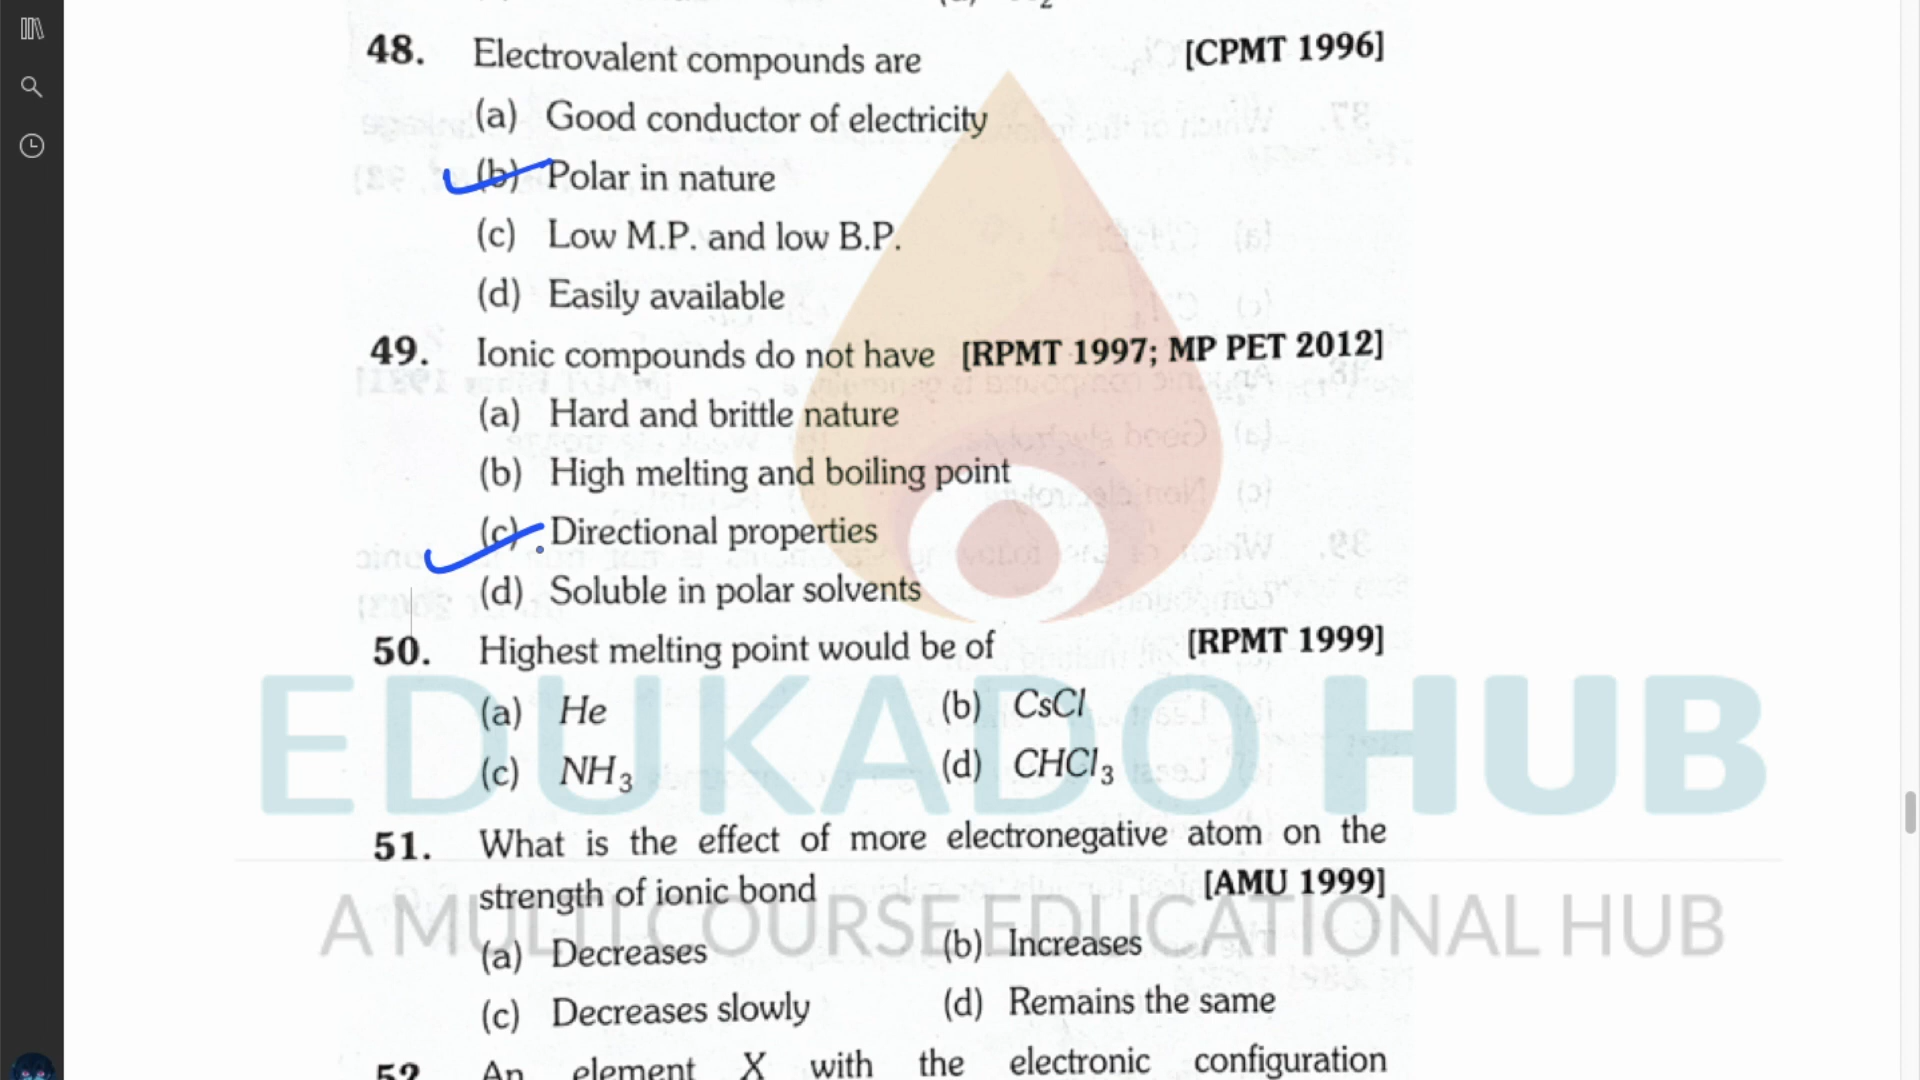 48. Electrovalent compounds are [CPMT 1996]
(a) Good conductor of electricity
(b) Polar in nature
(c) Low M.P. and low B.P.
(d) Easily available
49. Ionic compounds do not have [RPMT 1997; MP PET 2012]
(a) Hard and brittle nature
(b) High melting and boiling point
(c) Directional properties
(d) Soluble in polar solvents
50. Highest melting point would be of [RPMT 1999]
(a) He (b) CsCl
(c) NH3 (d) CHCl3
EDUKADO HUB
51. What is the effect of more electronegative atom on the
strength of ionic bond [AMU 1999]
A MULTI COURSE EDUCATIONAL HUB
(a) Decreases (b) Increases
(c) Decreases slowly (d) Remains the same
52. An element X with the electronic configuration